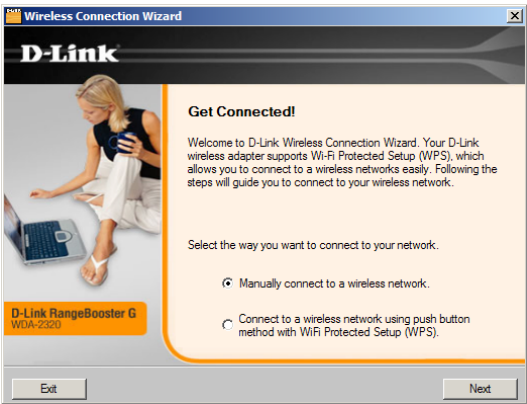 Wireless Connection Wizard
D-Link
Get Connected!
Welcome to D-Link Wireless Connection Wizard. Your D-Link
wireless adapter supports Wi-Fi Protected Setup (WPS), which
allows you to connect to a wireless networks easily. Following the
steps will guide you to connect to your wireless network.
Select the way you want to connect to your network.
Manually connect to a wireless network.
Connect to a wireless network using push button
method with WiFi Protected Setup (WPS).
D-Link RangeBooster G
WDA-2320
Exit
Next